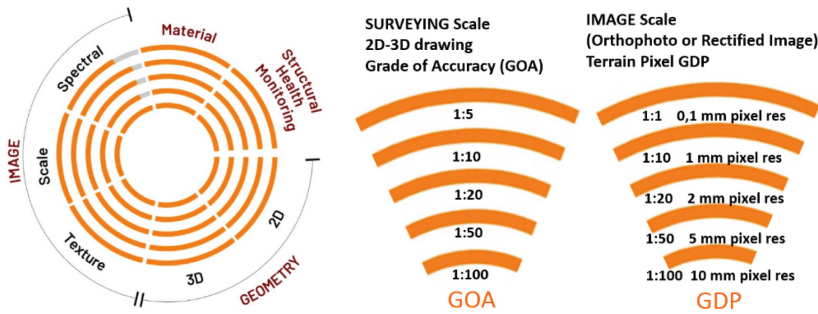 Spectral
Material
Structural
Health
Monitoring
IMAGE
Scale
Texture
3D
2D
GEOMETRY
I
I
II
SURVEYING Scale
2D-3D drawing
Grade of Accuracy (GOA)
1:5
1:10
1:20
1:50
1:100
GOA
IMAGE Scale
(Orthophoto or Rectified Image)
Terrain Pixel GDP
1:1 0,1 mm pixel res
1:10 1 mm pixel res
1:20 2 mm pixel res
1:50 5 mm pixel res
1:100 10 mm pixel res
GDP